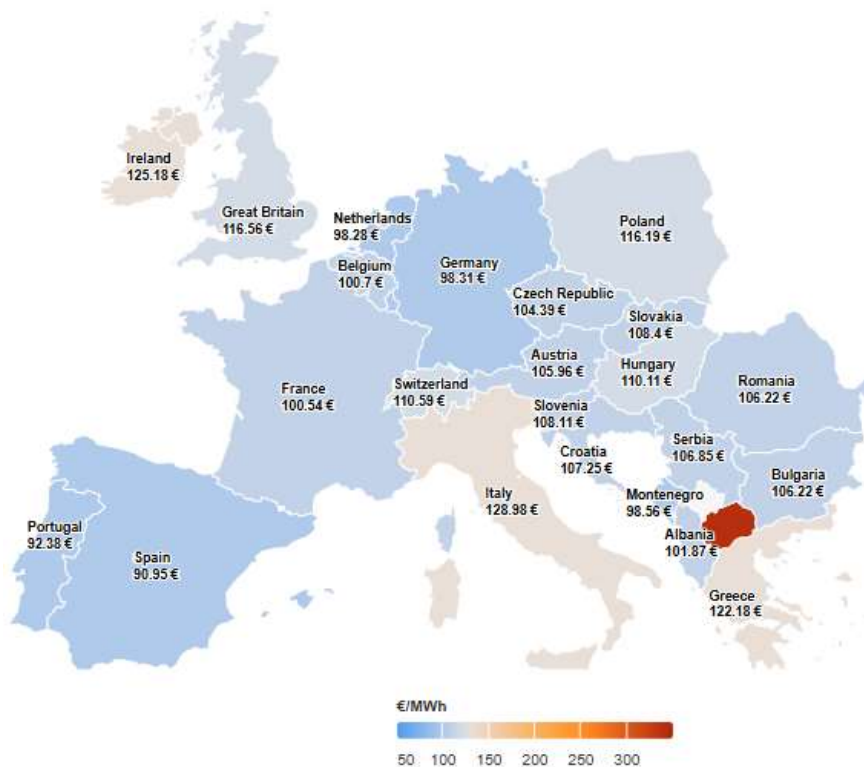 Ireland
125.18 €
Great Britain
116.56 €
Netherlands
98.28 €
Poland
116.19 €
Belgium
100.7 €
Germany
98.31 €
Czech Republic
104.39 €
Slovakia
108.4 €
Austria
105.96 €
Hungary
110.11 €
France
100.54 €
Switzerland
110.59 €
Romania
106.22 €
Slovenia
108.11 €
Serbia
106.85 €
Croatia
107.25 €
Bulgaria
106.22 €
Italy
128.98 €
Montenegro
98.56 €
Portugal
92.38 €
Spain
90.95 €
Albania
101.87 €
Greece
122.18 €
€/MWh
50 100 150 200 250 300